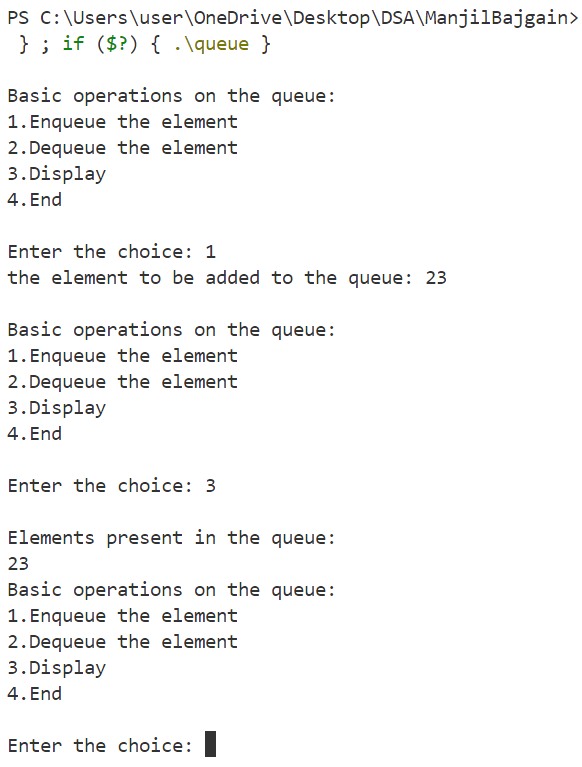 PS C:\Users\user\OneDrive\Desktop\DSA\ManjilBajgain>
 } ; if ($?) { .\queue }

Basic operations on the queue:
1.Enqueue the element
2.Dequeue the element
3.Display
4.End

Enter the choice: 1
the element to be added to the queue: 23

Basic operations on the queue:
1.Enqueue the element
2.Dequeue the element
3.Display
4.End

Enter the choice: 3

Elements present in the queue:
23
Basic operations on the queue:
1.Enqueue the element
2.Dequeue the element
3.Display
4.End

Enter the choice: